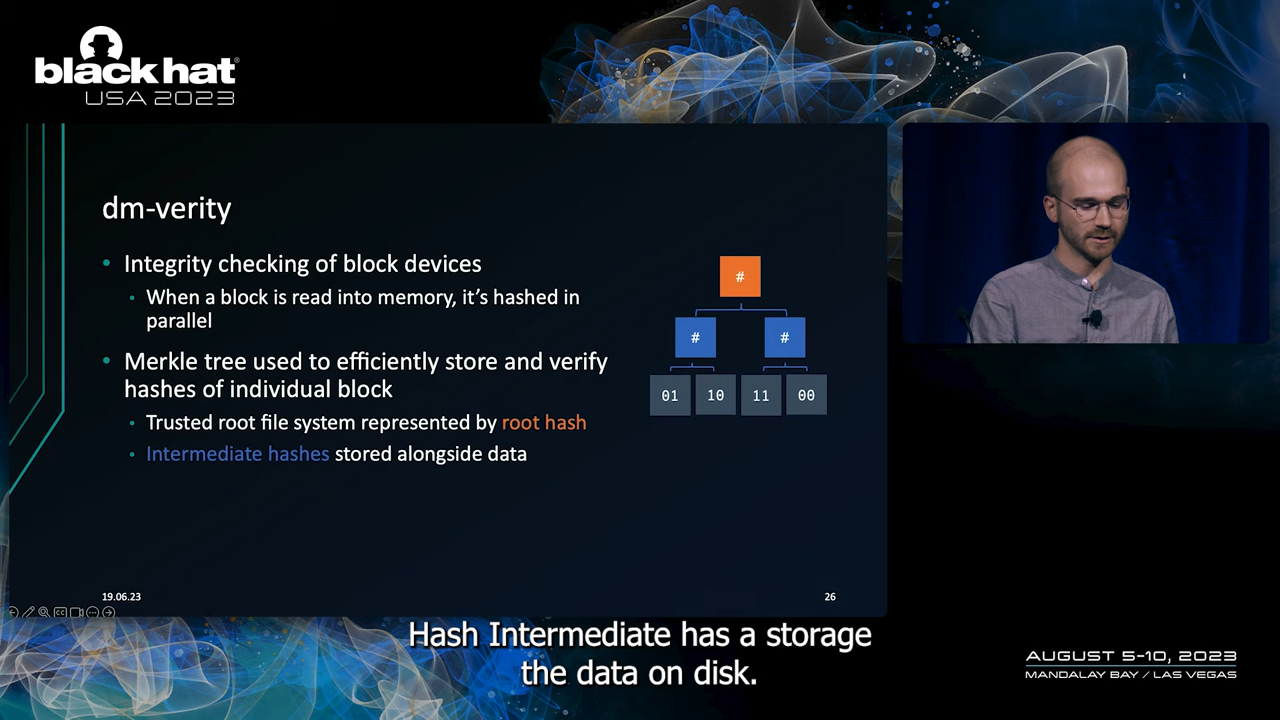 black hat®
USA 2023
dm-verity
• Integrity checking of block devices
• When a block is read into memory, it's hashed in
parallel
• Merkle tree used to efficiently store and verify
hashes of individual block
• Trusted root file system represented by root hash
• Intermediate hashes stored alongside data
#
# #
01 10 11 00
19.06.23
26
CC
Hash Intermediate has a storage
the data on disk.
AUGUST 5-10, 2023
MANDALAY BAY / LAS VEGAS